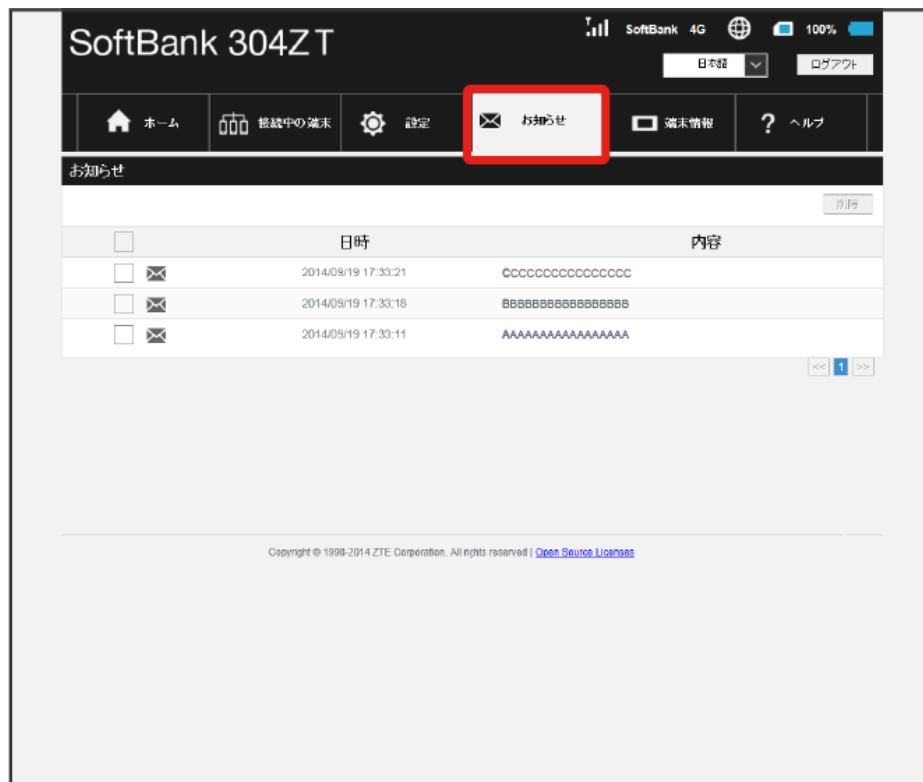 SoftBank 304ZT
SoftBank 4G 100%
日本語 ログアウト
ホーム 接続中の端末 設定 お知らせ 端末情報 ? ヘルプ
お知らせ
削除
日時 内容
2014/09/19 17:33:21 CCCCCCCCCCCCCCCCC
2014/09/19 17:33:18 BBBBBBBBBBBBBBBBB
2014/09/19 17:33:11 AAAAAAAAAAAAAAAAA
<< 1 >>
Copyright © 1998-2014 ZTE Corporation. All rights reserved | Open Source Licenses